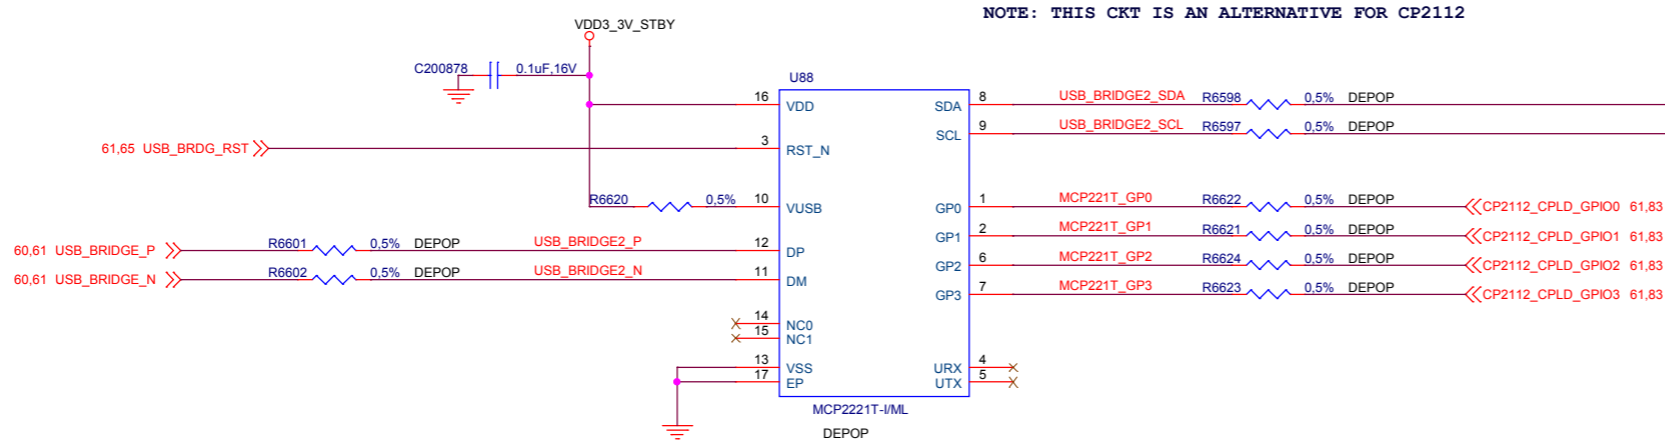 NOTE: THIS CKT IS AN ALTERNATIVE FOR CP2112
VDD3_3V_STBY
C200878 0.1uF,16V
U88
16 VDD SDA 8 USB_BRIDGE2_SDA R6598 0,5% DEPOP
SCL 9 USB_BRIDGE2_SCL R6597 0,5% DEPOP
61,65 USB_BRDG_RST 3 RST_N
R6620 0,5% 10 VUSB GP0 1 MCP221T_GP0 R6622 0,5% DEPOP CP2112_CPLD_GPIO0 61,83
GP1 2 MCP221T_GP1 R6621 0,5% DEPOP CP2112_CPLD_GPIO1 61,83
60,61 USB_BRIDGE_P R6601 0,5% DEPOP USB_BRIDGE2_P 12 DP
GP2 6 MCP221T_GP2 R6624 0,5% DEPOP CP2112_CPLD_GPIO2 61,83
60,61 USB_BRIDGE_N R6602 0,5% DEPOP USB_BRIDGE2_N 11 DM
GP3 7 MCP221T_GP3 R6623 0,5% DEPOP CP2112_CPLD_GPIO3 61,83
14 NC0
15 NC1
13 VSS URX 4
17 EP UTX 5
MCP2221T-I/ML
DEPOP